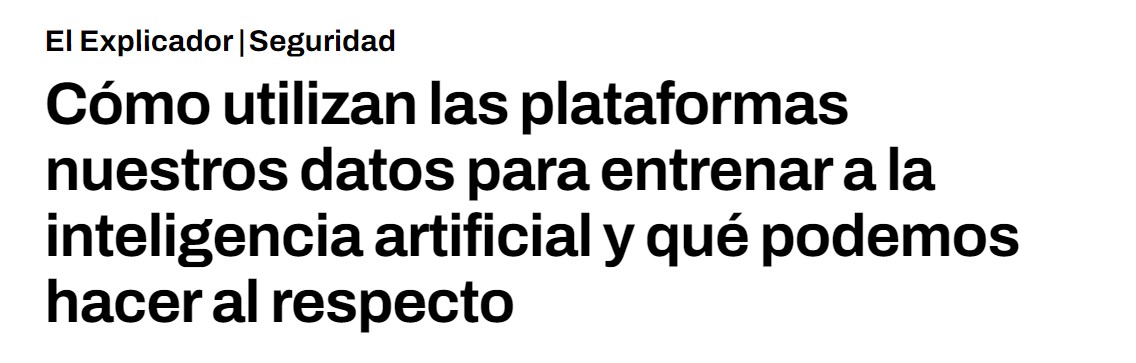 El Explicador | Seguridad
Cómo utilizan las plataformas
nuestros datos para entrenar a la
inteligencia artificial y qué podemos
hacer al respecto